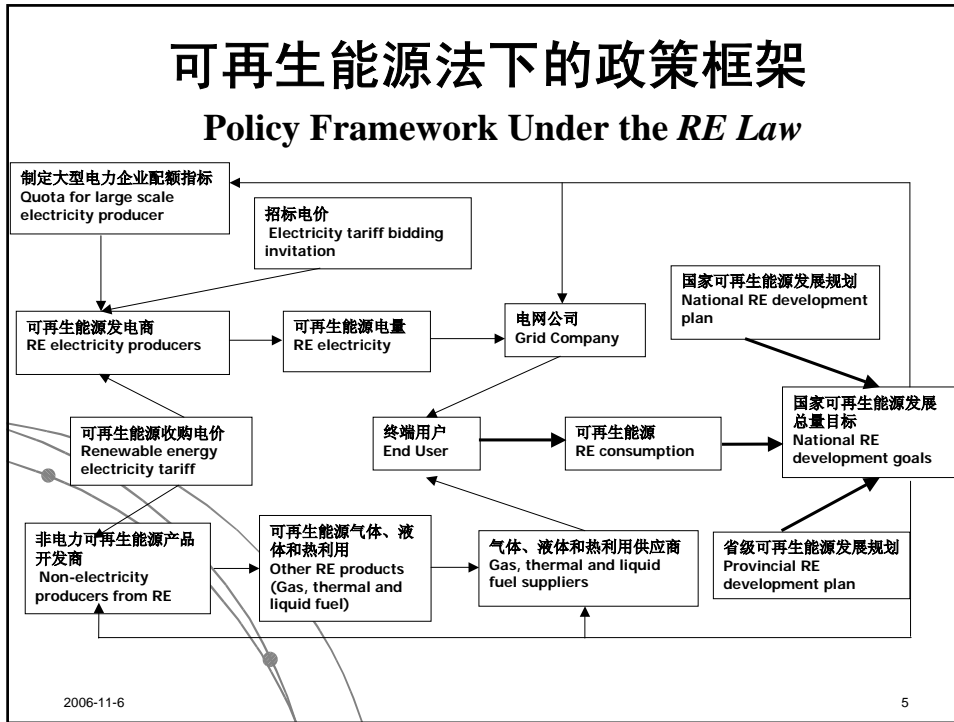 可再生能源法下的政策框架
Policy Framework Under the RE Law
制定大型电力企业配额指标
Quota for large scale
electricity producer
招标电价
Electricity tariff bidding
invitation
国家可再生能源发展规划
National RE development
plan
可再生能源发电商
RE electricity producers
可再生能源电量
RE electricity
电网公司
Grid Company
国家可再生能源发展
总量目标
National RE
development goals
可再生能源收购电价
Renewable energy
electricity tariff
终端用户
End User
可再生能源
RE consumption
非电力可再生能源产品
开发商
Non-electricity
producers from RE
可再生能源气体、液
体和热利用
Other RE products
(Gas, thermal and
liquid fuel)
气体、液体和热利用供应商
Gas, thermal and liquid
fuel suppliers
省级可再生能源发展规划
Provincial RE
development plan
2006-11-6
5